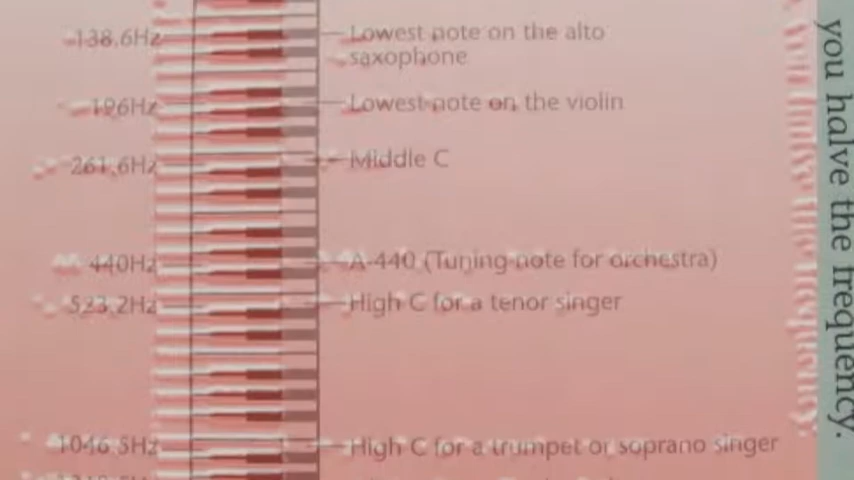 138.6Hz Lowest note on the alto
saxophone
196Hz Lowest note on the violin
261.6Hz Middle C
440Hz A-440 (Tuning note for orchestra)
523.2Hz High C for a tenor singer
1046.5Hz High C for a trumpet or soprano singer
you halve the frequency.